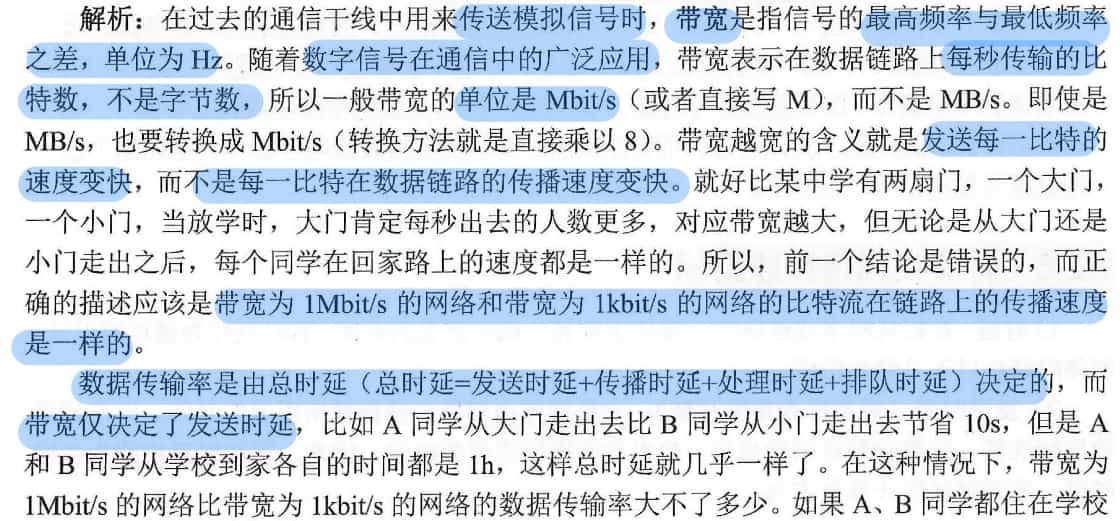 解析：在过去的通信干线中用来传送模拟信号时，带宽是指信号的最高频率与最低频率
之差，单位为 Hz。随着数字信号在通信中的广泛应用，带宽表示在数据链路上每秒传输的比
特数，不是字节数，所以一般带宽的单位是 Mbit/s（或者直接写 M），而不是 MB/s。即使是
MB/s，也要转换成 Mbit/s（转换方法就是直接乘以 8）。带宽越宽的含义就是发送每一比特的
速度变快，而不是每一比特在数据链路的传播速度变快。就好比某中学有两扇门，一个大门，
一个小门，当放学时，大门肯定每秒出去的人数更多，对应带宽越大，但无论是从大门还是
小门走出之后，每个同学在回家路上的速度都是一样的。所以，前一个结论是错误的，而正
确的描述应该是带宽为 1Mbit/s 的网络和带宽为 1kbit/s 的网络的比特流在链路上的传播速度
是一样的。
数据传输率是由总时延（总时延=发送时延+传播时延+处理时延+排队时延）决定的，而
带宽仅决定了发送时延，比如 A 同学从大门走出去比 B 同学从小门走出去节省 10s，但是 A
和 B 同学从学校到家各自的时间都是 1h，这样总时延就几乎一样了。在这种情况下，带宽为
1Mbit/s 的网络比带宽为 1kbit/s 的网络的数据传输率大不了多少。如果 A、B 同学都住在学校